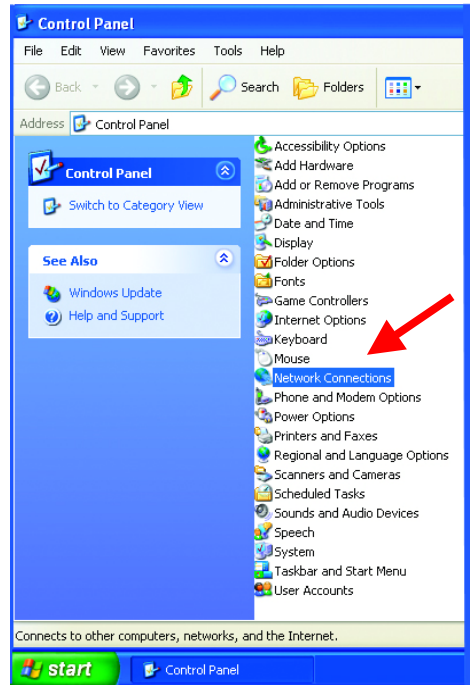 Control Panel
File Edit View Favorites Tools Help
Back Search Folders
Address Control Panel
Control Panel
Switch to Category View
See Also
Windows Update
Help and Support
Accessibility Options
Add Hardware
Add or Remove Programs
Administrative Tools
Date and Time
Display
Folder Options
Fonts
Game Controllers
Internet Options
Keyboard
Mouse
Network Connections
Phone and Modem Options
Power Options
Printers and Faxes
Regional and Language Options
Scanners and Cameras
Scheduled Tasks
Sounds and Audio Devices
Speech
System
Taskbar and Start Menu
User Accounts
Connects to other computers, networks, and the Internet.
start Control Panel